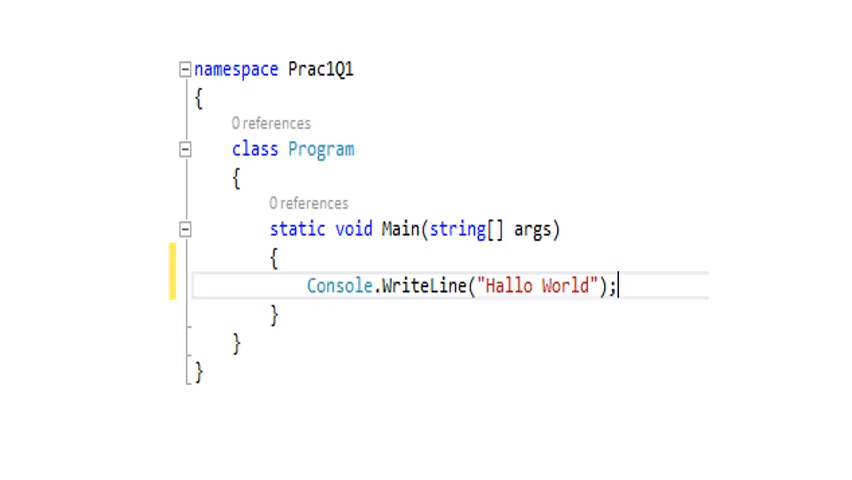 namespace Prac1Q1
{
0 references
class Program
{
0 references
static void Main(string[] args)
{
Console.WriteLine("Hallo World");
}
}
}